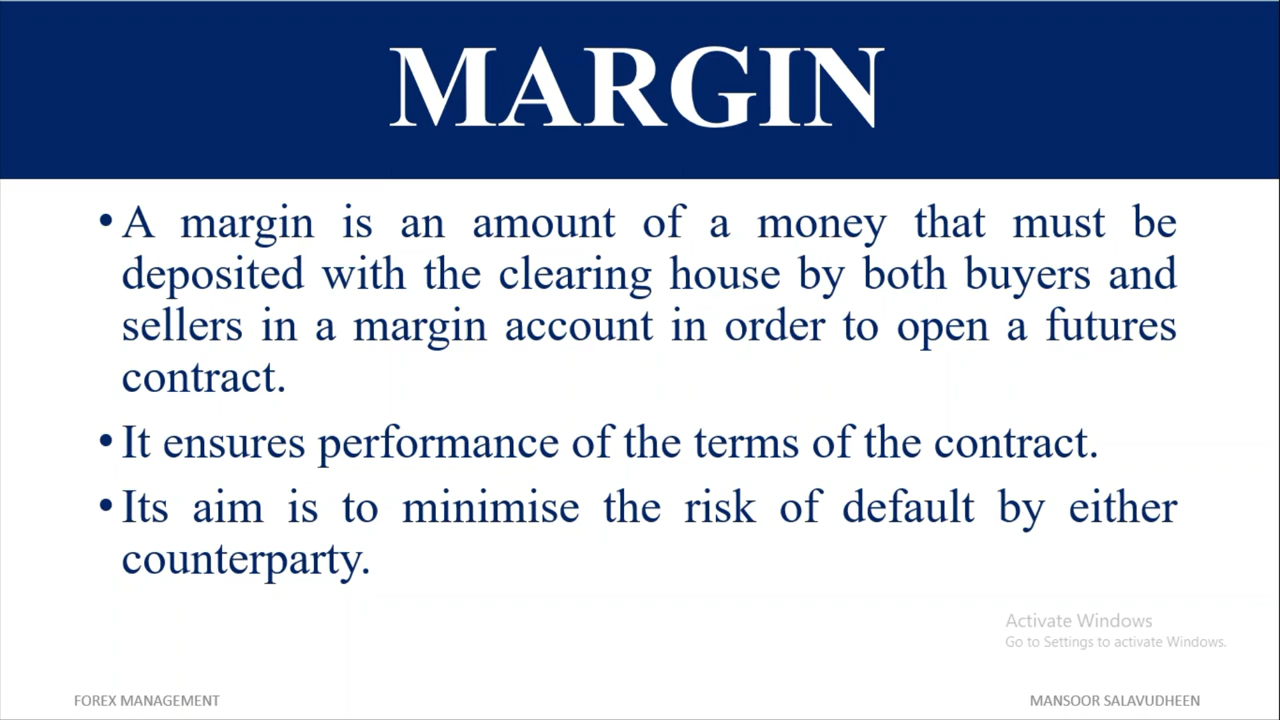 MARGIN
• A margin is an amount of a money that must be
deposited with the clearing house by both buyers and
sellers in a margin account in order to open a futures
contract.
• It ensures performance of the terms of the contract.
• Its aim is to minimise the risk of default by either
counterparty.
Activate Windows
Go to Settings to activate Windows.
FOREX MANAGEMENT
MANSOOR SALAVUDHEEN